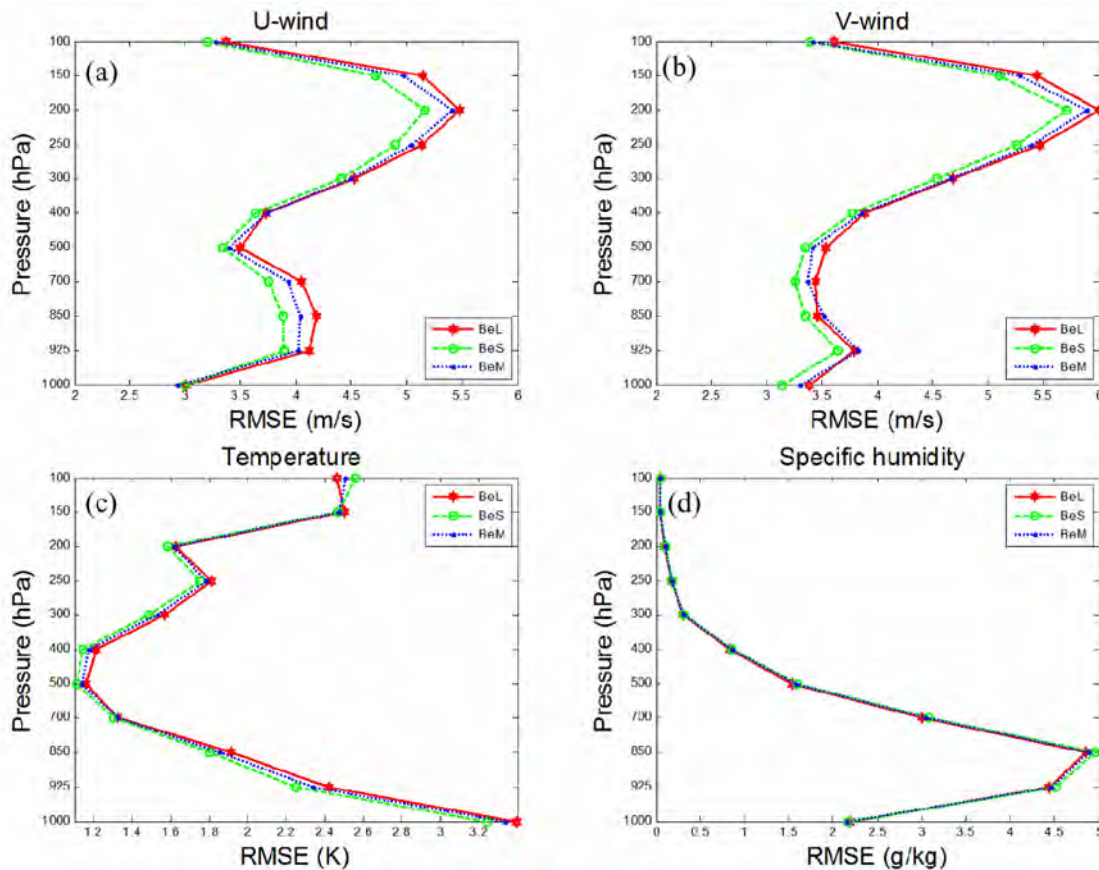 U-wind
(a)
Pressure (hPa)
100
150
200
250
300
400
500
700
850
925
1000
BeL
BeS
BeM
2 2.5 3 3.5 4 4.5 5 5.5 6
RMSE (m/s)
V-wind
(b)
Pressure (hPa)
100
150
200
250
300
400
500
700
850
925
1000
BeL
BeS
BeM
2 2.5 3 3.5 4 4.5 5 5.5 6
RMSE (m/s)
Temperature
(c)
Pressure (hPa)
100
150
200
250
300
400
500
700
850
925
1000
BeL
BeS
BeM
1.2 1.4 1.6 1.8 2 2.2 2.4 2.6 2.8 3 3.2
RMSE (K)
Specific humidity
(d)
Pressure (hPa)
100
150
200
250
300
400
500
700
850
925
1000
BeL
BeS
BeM
0 0.5 1 1.5 2 2.5 3 3.5 4 4.5 5
RMSE (g/kg)